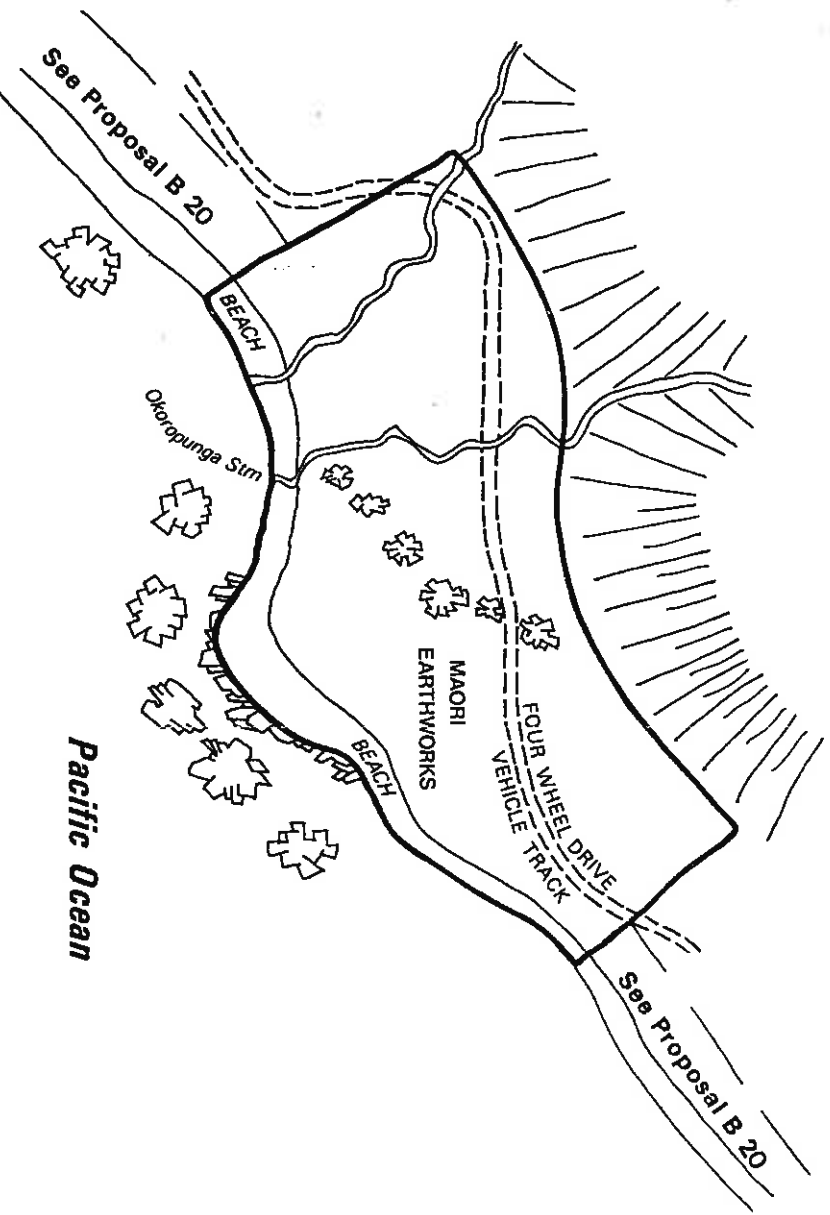 See Proposal B 20
BEACH
Okoropunga Stm
MAORI
EARTHWORKS
FOUR WHEEL DRIVE
VEHICLE TRACK
BEACH
Pacific Ocean
See Proposal B 20